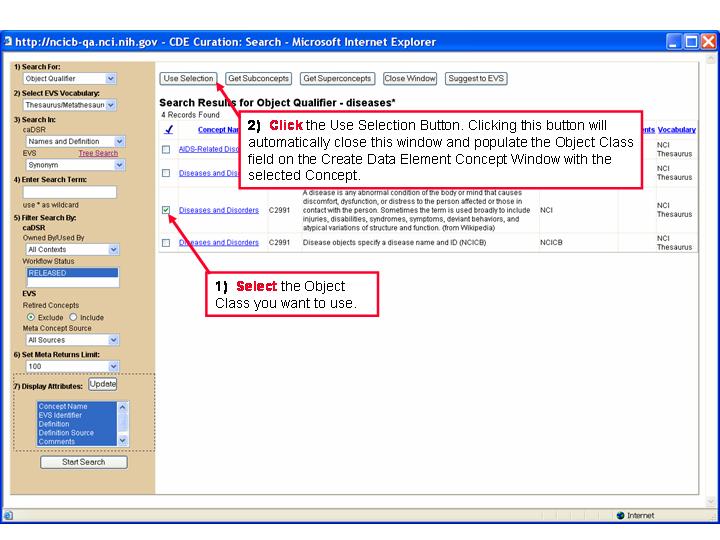 http://ncicb-qa.nci.nih.gov - CDE Curation: Search - Microsoft Internet Explorer
1) Search For:
Object Qualifier
2) Select EVS Vocabulary:
Thesaurus/Metathesaurus
3) Search In:
caDSR
Names and Definition
EVS Tree Search
Synonym
4) Enter Search Term:
use * as wildcard
5) Filter Search By:
caDSR
Owned By/Used By
All Contexts
Workflow Status
RELEASED
EVS
Retired Concepts
Exclude Include
Meta Concept Source
All Sources
6) Set Meta Returns Limit:
100
7) Display Attributes: Update
Concept Name
EVS Identifier
Definition
Definition Source
Comments
Start Search
Use Selection Get Subconcepts Get Superconcepts Close Window Suggest to EVS
Search Results for Object Qualifier - diseases*
4 Records Found
Concept Na Vocabulary
AIDS-Related Diso NCI
Thesaurus
Diseases and Diso NCI
Thesaurus
2) Click the Use Selection Button. Clicking this button will
automatically close this window and populate the Object Class
field on the Create Data Element Concept Window with the
selected Concept.
A disease is any abnormal condition of the body or mind that causes
discomfort, dysfunction, or distress to the person affected or those in
Diseases and Disorders C2991 contact with the person. Sometimes the term is used broadly to include NCI NCI
injuries, disabilities, syndromes, symptoms, deviant behaviors, and Thesaurus
atypical variations of structure and function. (from Wikipedia)
Diseases and Disorders C2991 Disease objects specify a disease name and ID (NCICB) NCICB NCI
Thesaurus
1) Select the Object
Class you want to use.
Internet